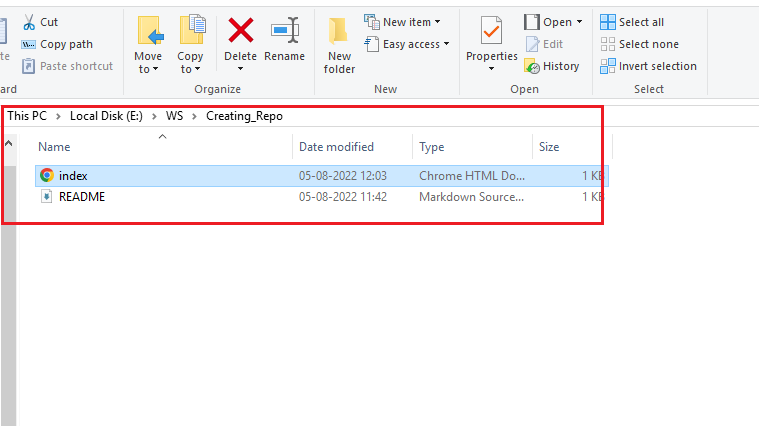 Cut
Copy path
Paste shortcut
Move to
Copy to
Delete
Rename
New folder
New item
Easy access
Properties
Open
Edit
History
Select all
Select none
Invert selection
Organize
New
Open
Select
This PC > Local Disk (E:) > WS > Creating_Repo
Name Date modified Type Size
index 05-08-2022 12:03 Chrome HTML Do... 1 KB
README 05-08-2022 11:42 Markdown Source... 1 KB